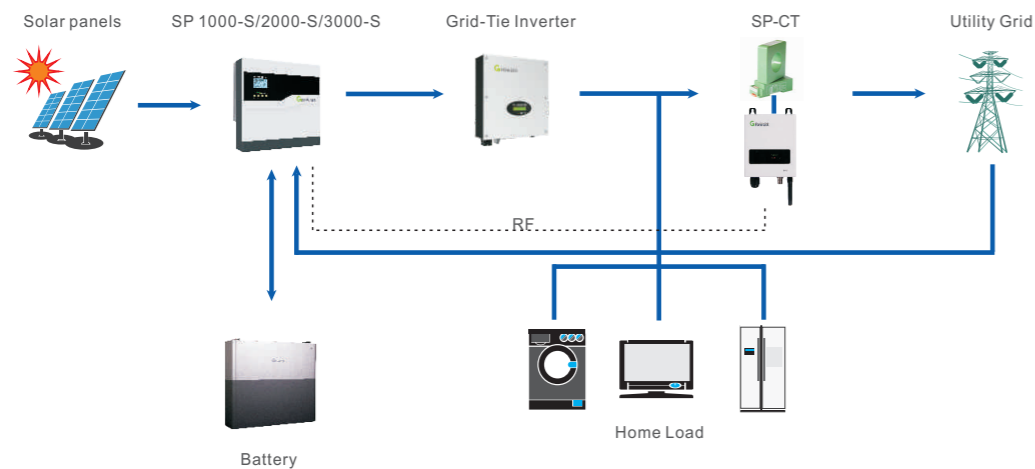 Solar panels
SP 1000-S/2000-S/3000-S
Grid-Tie Inverter
SP-CT
Utility Grid
RF
Home Load
Battery